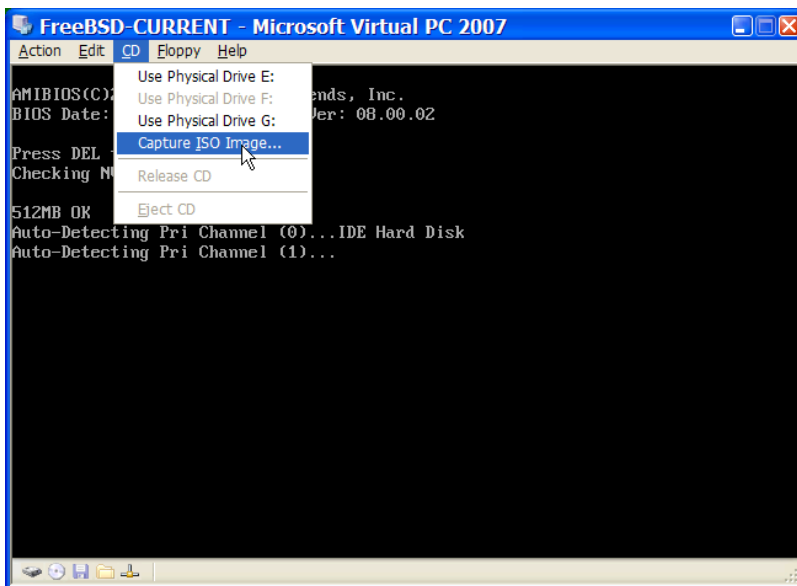 FreeBSD-CURRENT - Microsoft Virtual PC 2007
Action Edit CD Floppy Help
Use Physical Drive E:
Use Physical Drive F:
Use Physical Drive G:
Capture ISO Image...
Release CD
Eject CD
AMIBIOS(C) ends, Inc.
BIOS Date: Ver: 08.00.02
Press DEL
Checking
512MB OK
Auto-Detecting Pri Channel (0)...IDE Hard Disk
Auto-Detecting Pri Channel (1)...